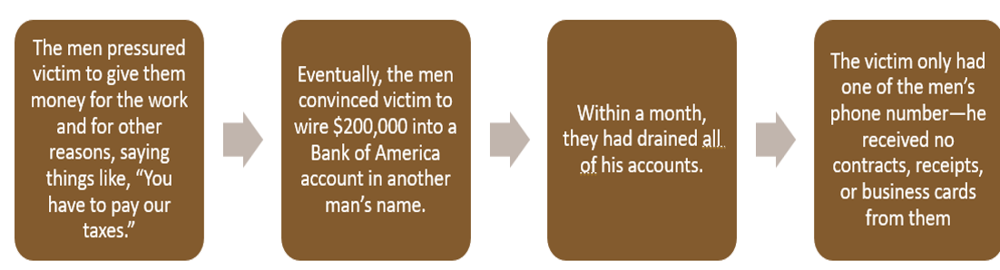 The men pressured
victim to give them
money for the work
and for other
reasons, saying
things like, “You
have to pay our
taxes.”
Eventually, the men
convinced victim to
wire $200,000 into a
Bank of America
account in another
man’s name.
Within a month,
they had drained all
of his accounts.
The victim only had
one of the men’s
phone number—he
received no
contracts, receipts,
or business cards
from them